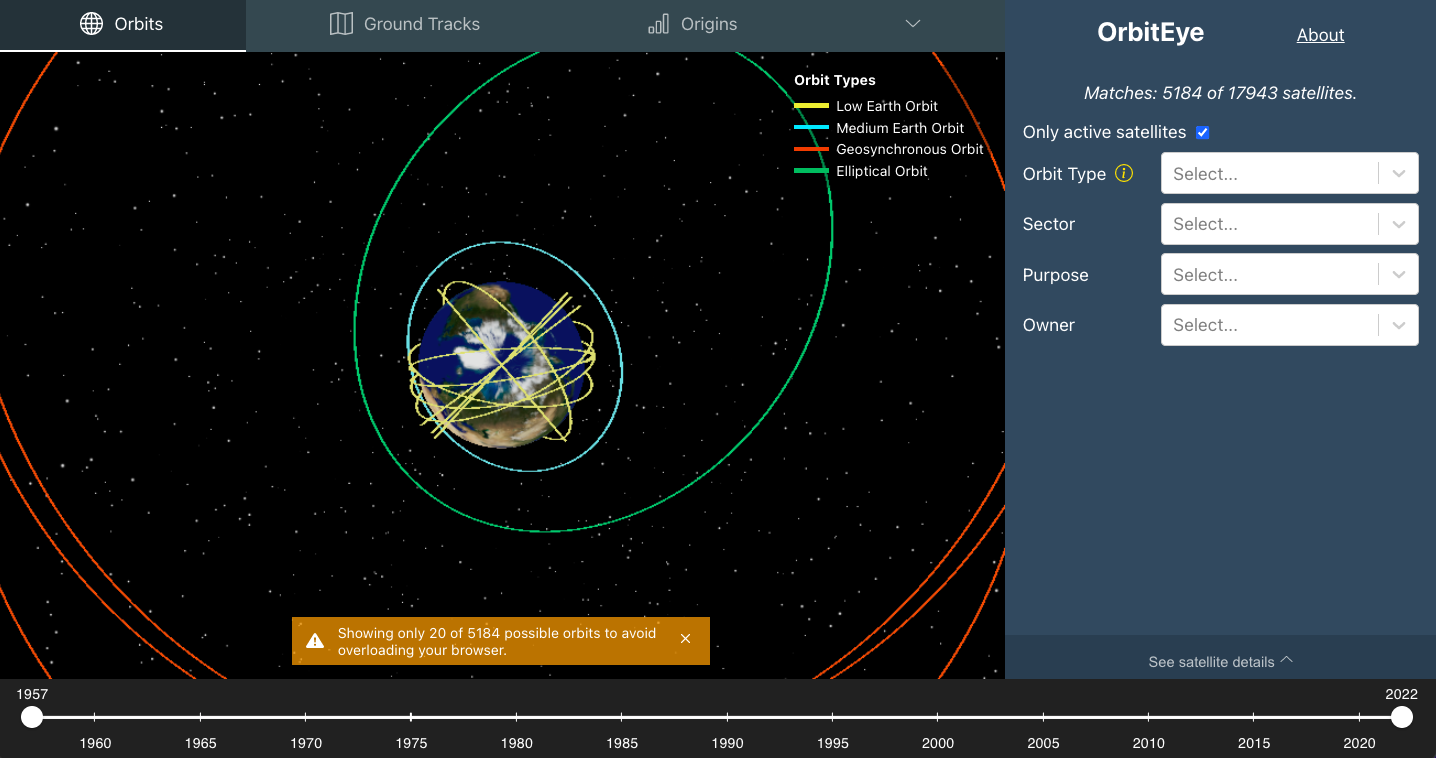 Orbits
Ground Tracks
Origins
OrbitEye
About
Orbit Types
Low Earth Orbit
Medium Earth Orbit
Geosynchronous Orbit
Elliptical Orbit
Matches: 5184 of 17943 satellites.
Only active satellites
Orbit Type i Select...
Sector Select...
Purpose Select...
Owner Select...
Showing only 20 of 5184 possible orbits to avoid
overloading your browser.
See satellite details
1957 2022
1960 1965 1970 1975 1980 1985 1990 1995 2000 2005 2010 2015 2020